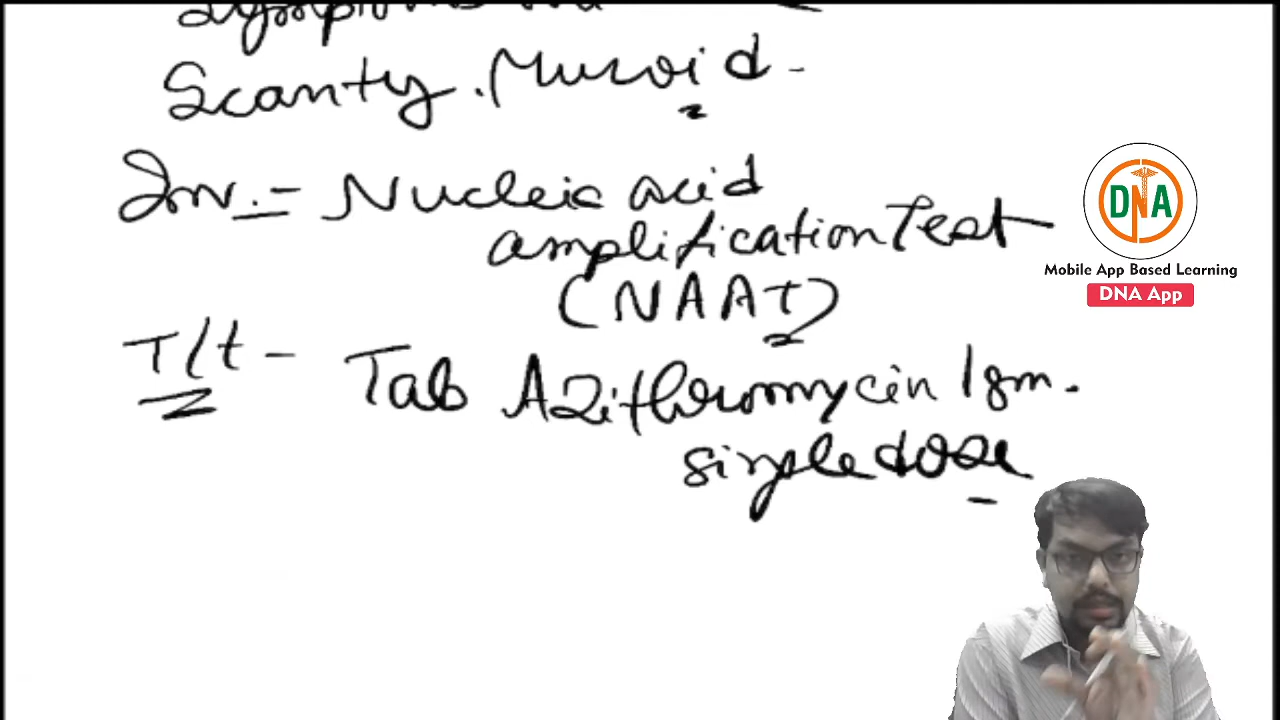 Scanty. Mucoid -
Inv. - Nucleic acid
amplification Test
(NAAT)
T/t - Tab Azithromycin 1gm.
single dose
DNA
Mobile App Based Learning
DNA App